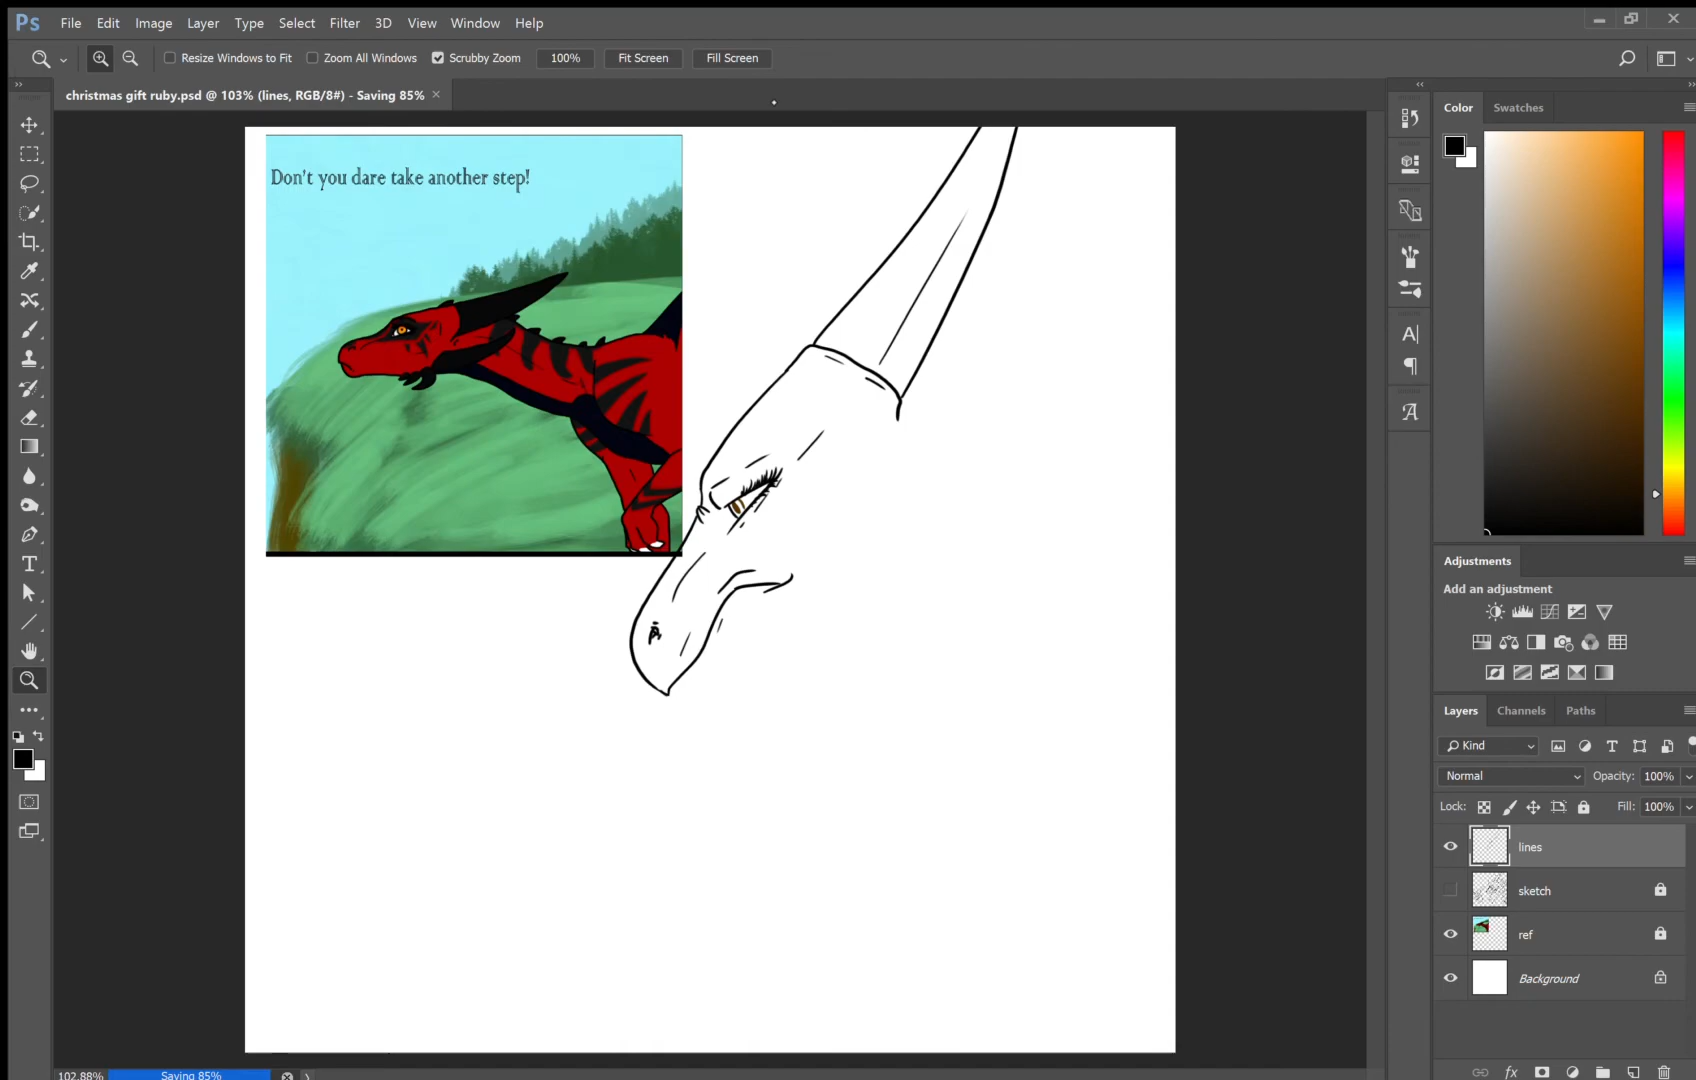 Ps File Edit Image Layer Type Select Filter 3D View Window Help
Resize Windows to Fit Zoom All Windows Scrubby Zoom 100% Fit Screen Fill Screen
christmas gift ruby.psd @ 103% (lines, RGB/8#) - Saving 85%
Don't you dare take another step!
Color Swatches
Adjustments
Add an adjustment
Layers Channels Paths
Kind
Normal Opacity: 100%
Lock: Fill: 100%
lines
sketch
ref
Background
fx
102.88% Saving 85%